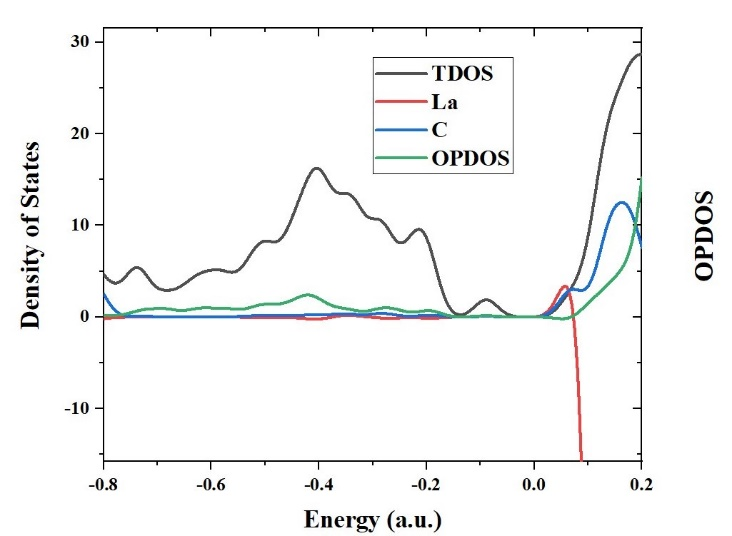 30
20
10
0
-10
-0.8
-0.6
-0.4
-0.2
0.0
0.2
Density of States
Energy (a.u.)
OPDOS
TDOS
La
C
OPDOS